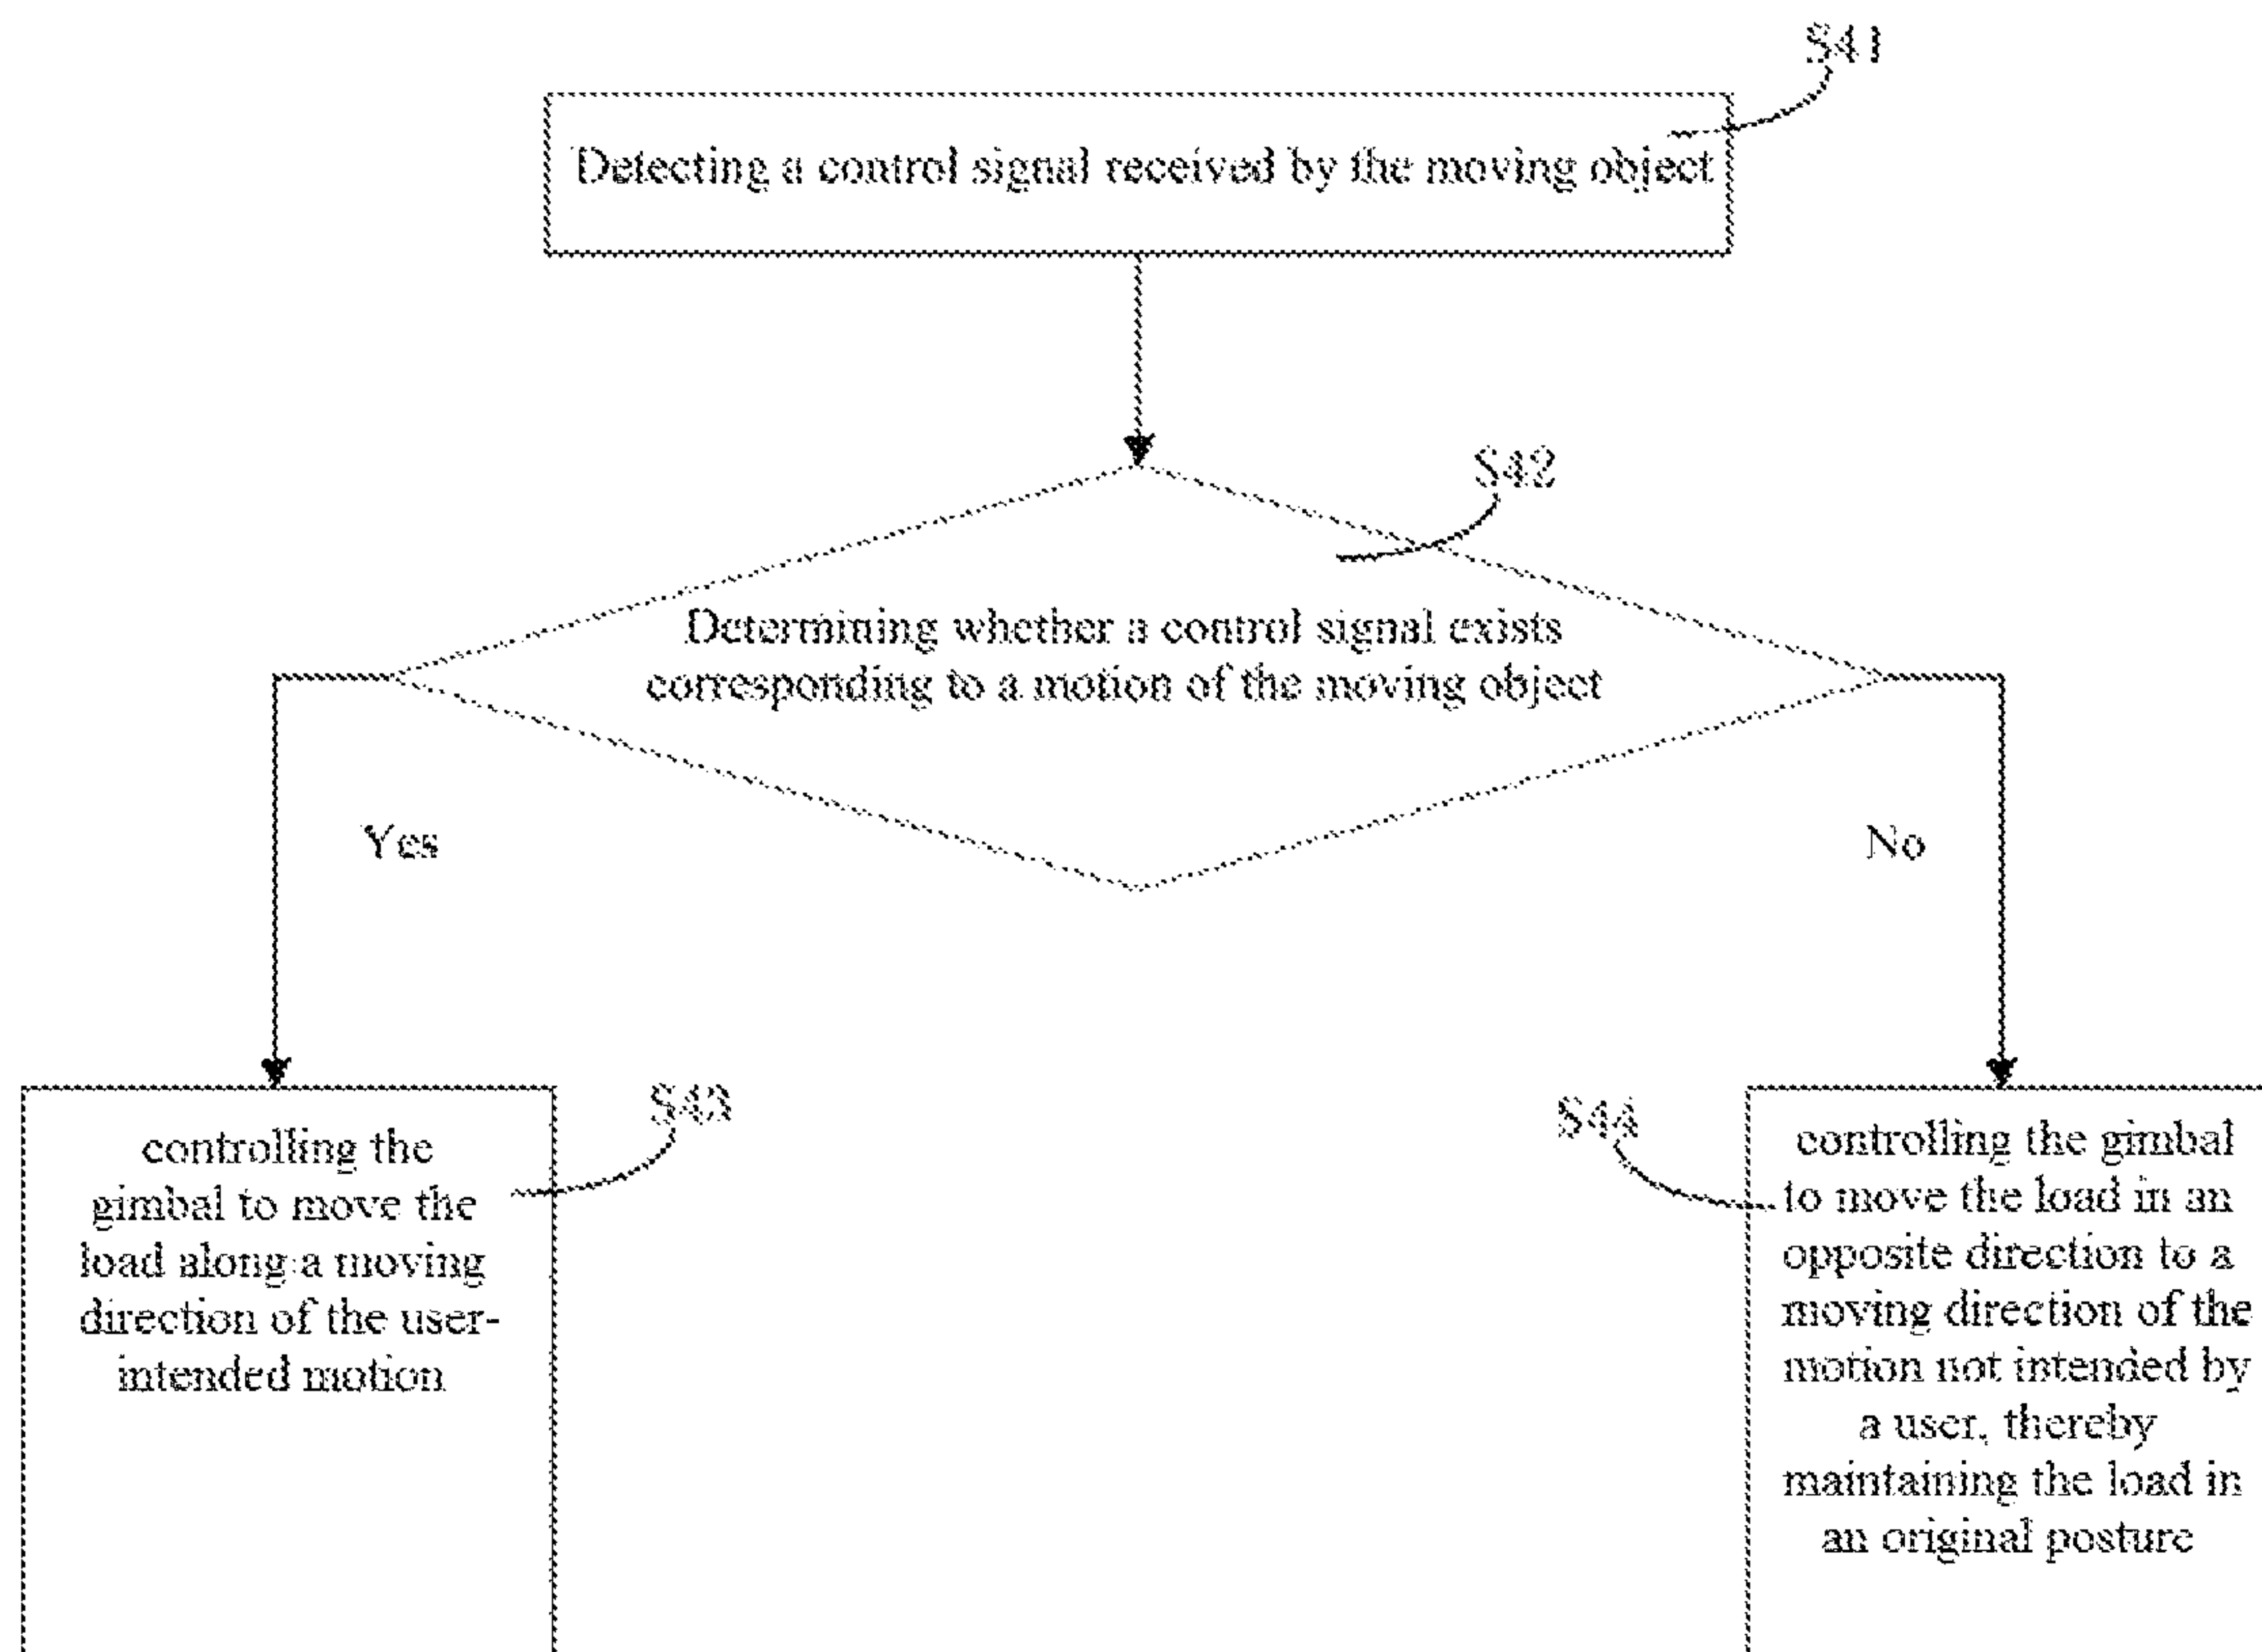 S41
Detecting a control signal received by the moving object
S42
Determining whether a control signal exists
corresponding to a motion of the moving object
Yes
No
S43
controlling the
gimbal to move the
load along a moving
direction of the user-
intended motion
S44
controlling the gimbal
to move the load in an
opposite direction to a
moving direction of the
motion not intended by
a user, thereby
maintaining the load in
an original posture